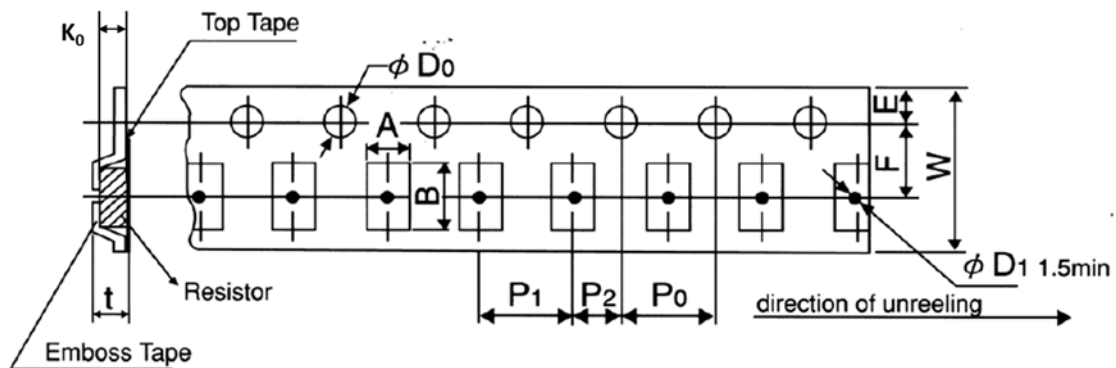 K₀
Top Tape
ϕ D₀
A
B
E
F
W
t
Resistor
Emboss Tape
P₁
P₂
P₀
ϕ D₁ 1.5min
direction of unreeling